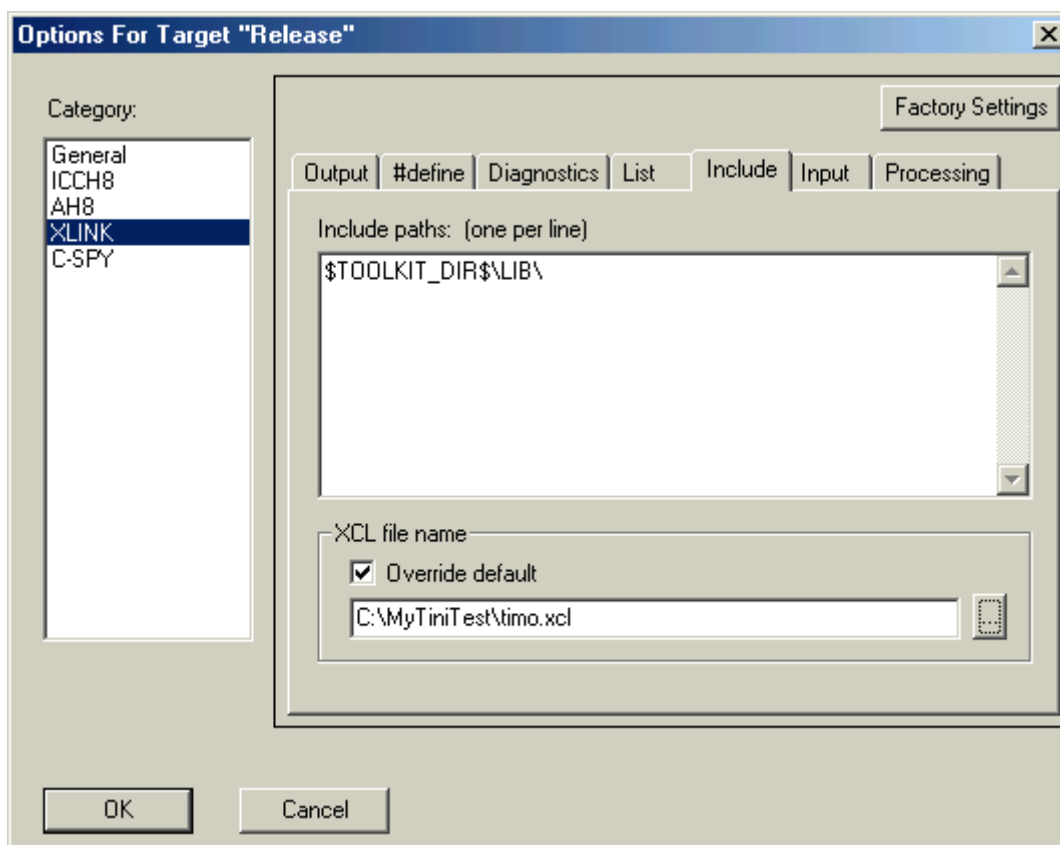 Options For Target "Release"
Category:
Factory Settings
General
ICCH8
AH8
XLINK
C-SPY
Output #define Diagnostics List Include Input Processing
Include paths: (one per line)
$TOOLKIT_DIR$\LIB\
XCL file name
Override default
C:\MyTiniTest\timo.xcl
...
OK Cancel